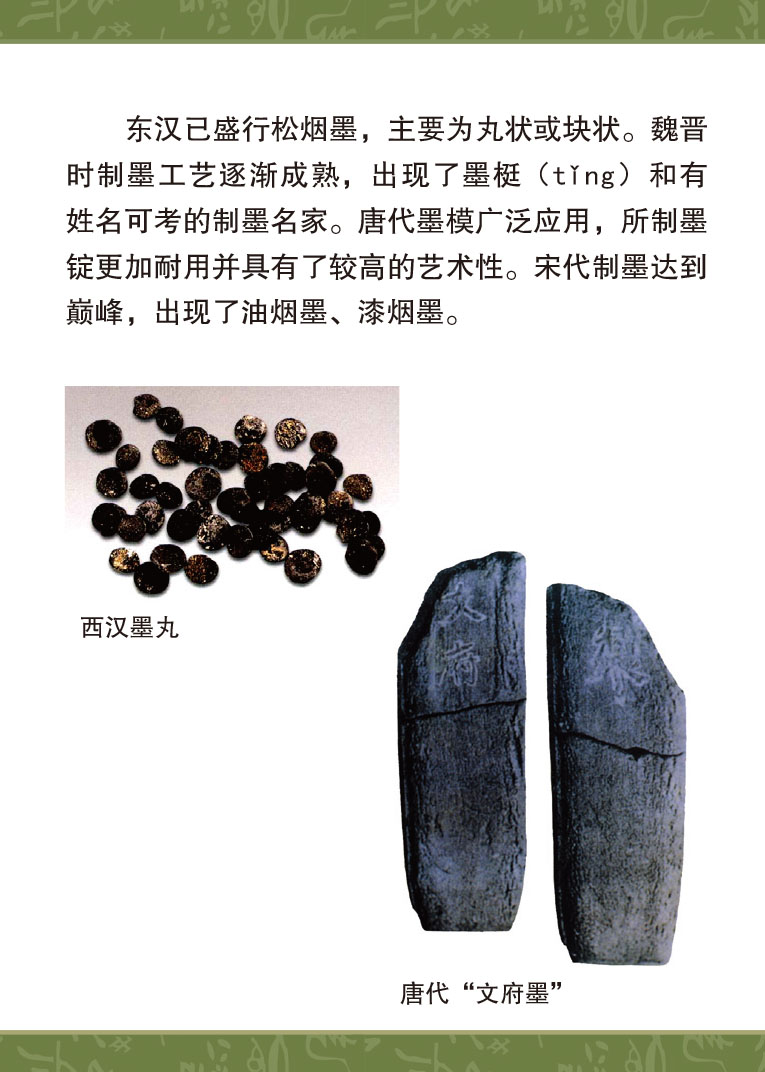 东汉已盛行松烟墨，主要为丸状或块状。魏晋
时制墨工艺逐渐成熟，出现了墨梃（tǐng）和有
姓名可考的制墨名家。唐代墨模广泛应用，所制墨
锭更加耐用并具有了较高的艺术性。宋代制墨达到
巅峰，出现了油烟墨、漆烟墨。
西汉墨丸
文府
唐代“文府墨”